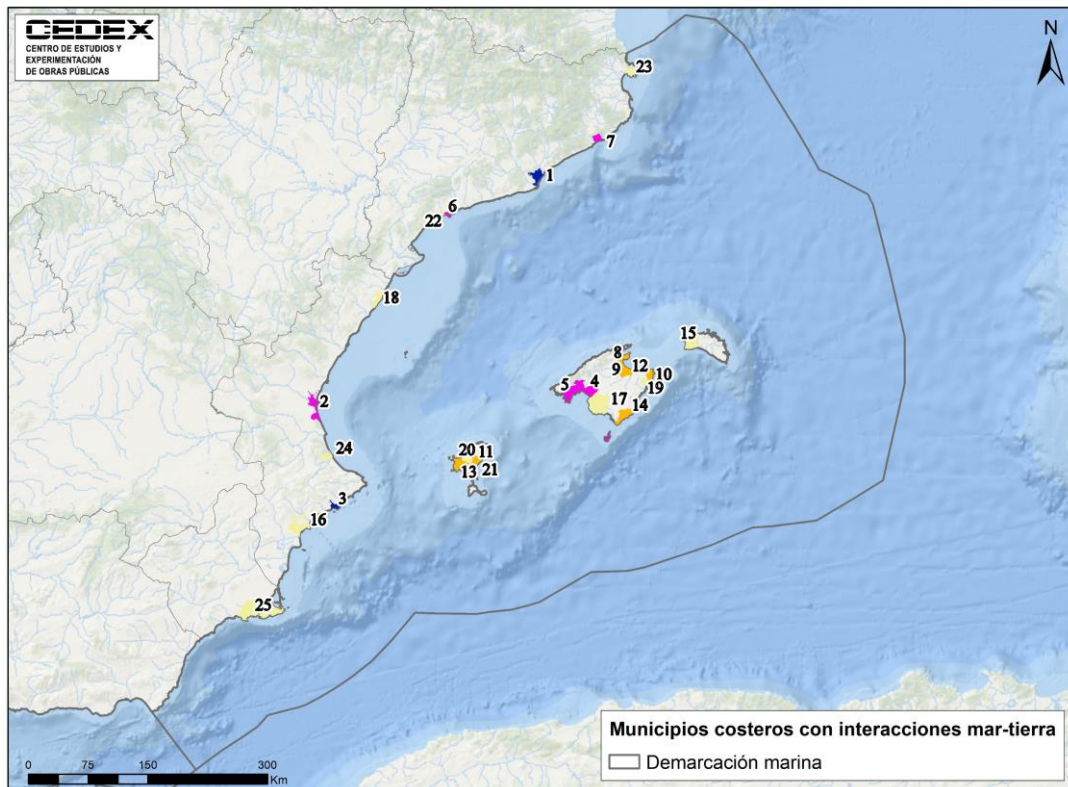 CEDEX
CENTRO DE ESTUDIOS Y
EXPERIMENTACIÓN
DE OBRAS PÚBLICAS
N
23
7
1
6
22
18
15
8
12
9
10
5
4
19
17
14
2
24
20
11
13
21
3
16
25
Municipios costeros con interacciones mar-tierra
Demarcación marina
0 75 150 300
Km